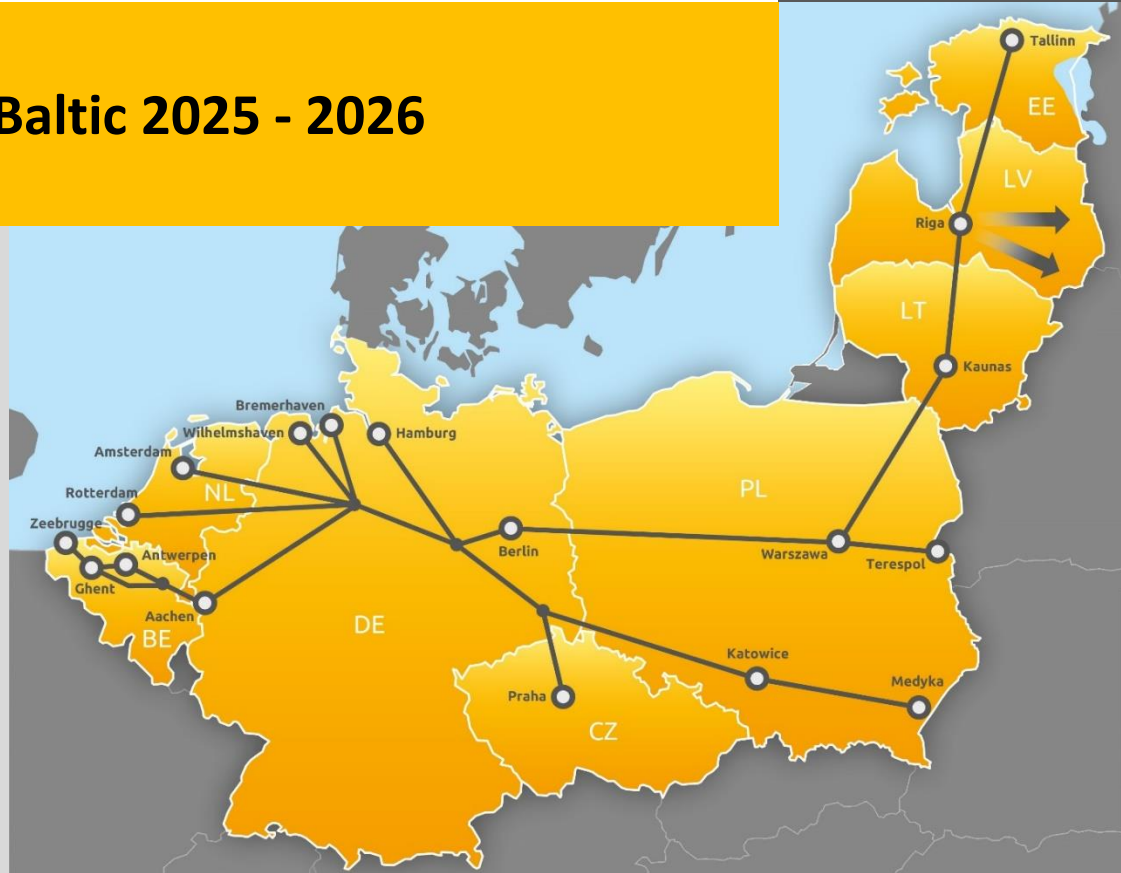 Baltic 2025 - 2026
Tallinn
EE
LV
Riga
LT
Kaunas
Bremerhaven
Wilhelmshaven
Hamburg
Amsterdam
NL
Rotterdam
PL
Zeebrugge
Berlin
Warszawa
Antwerpen
Terespol
Ghent
Aachen
DE
BE
Katowice
Medyka
Praha
CZ